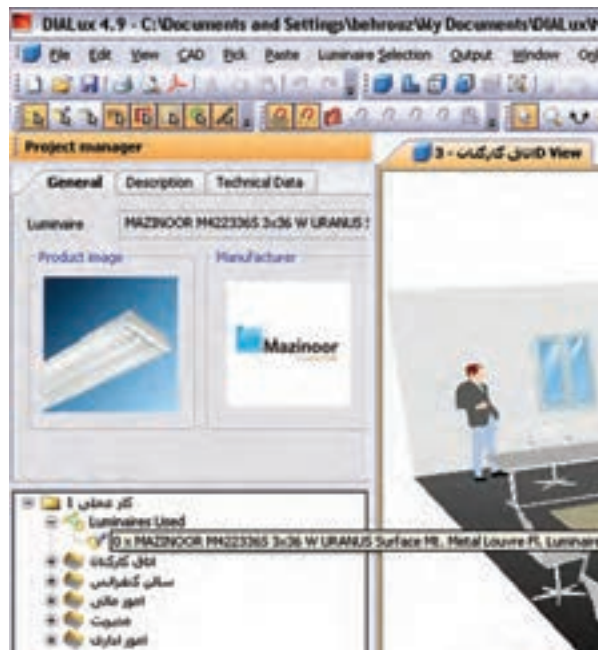 DIALux 4.9 - C:\Documents and Settings\behrouz\My Documents\DIALux\
File Edit View CAD Pick Paste Luminaire Selection Output Window
Project manager
اتاق کارکنان - 3D View
General Description Technical Data
Luminaire MAZINOOR M422336S 3x36 W URANUS S
Product image Manufacturer
Mazinoor
کار عملی 1
Luminaires Used
0 x MAZINOOR M422336S 3x36 W URANUS Surface Mt. Metal Louvre Fl. Luminaire
اتاق کارکنان
سالن کنفرانس
امور مالی
مدیریت
امور اداری